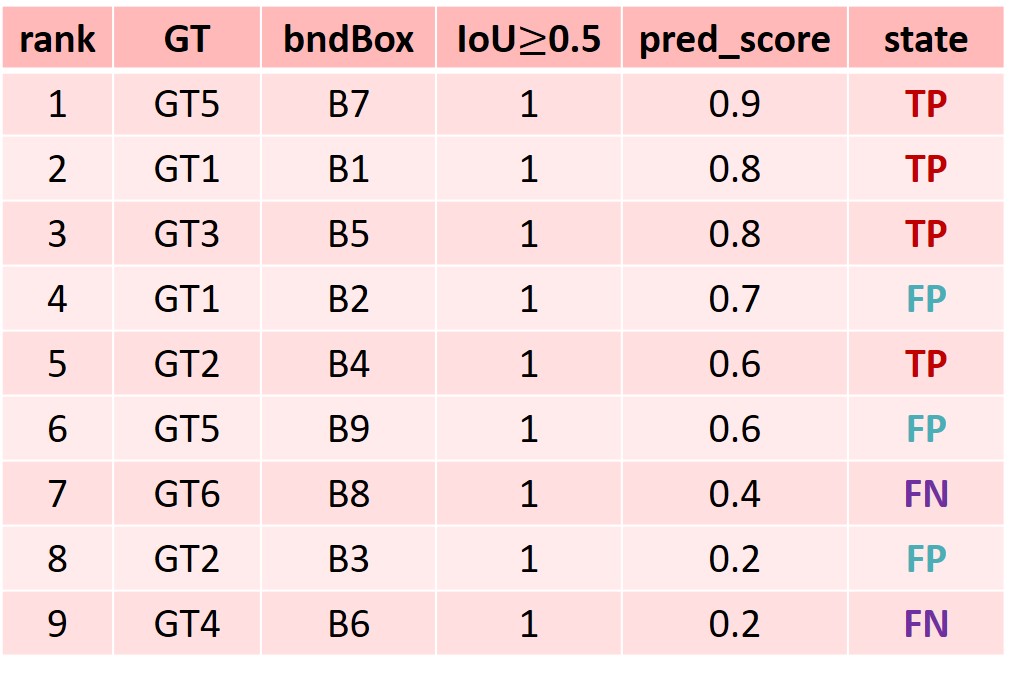 rank GT bndBox IoU≥0.5 pred_score state
1 GT5 B7 1 0.9 TP
2 GT1 B1 1 0.8 TP
3 GT3 B5 1 0.8 TP
4 GT1 B2 1 0.7 FP
5 GT2 B4 1 0.6 TP
6 GT5 B9 1 0.6 FP
7 GT6 B8 1 0.4 FN
8 GT2 B3 1 0.2 FP
9 GT4 B6 1 0.2 FN